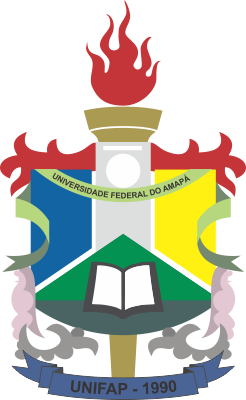 UNIVERSIDADE FEDERAL DO AMAPÁ
UNIFAP - 1990